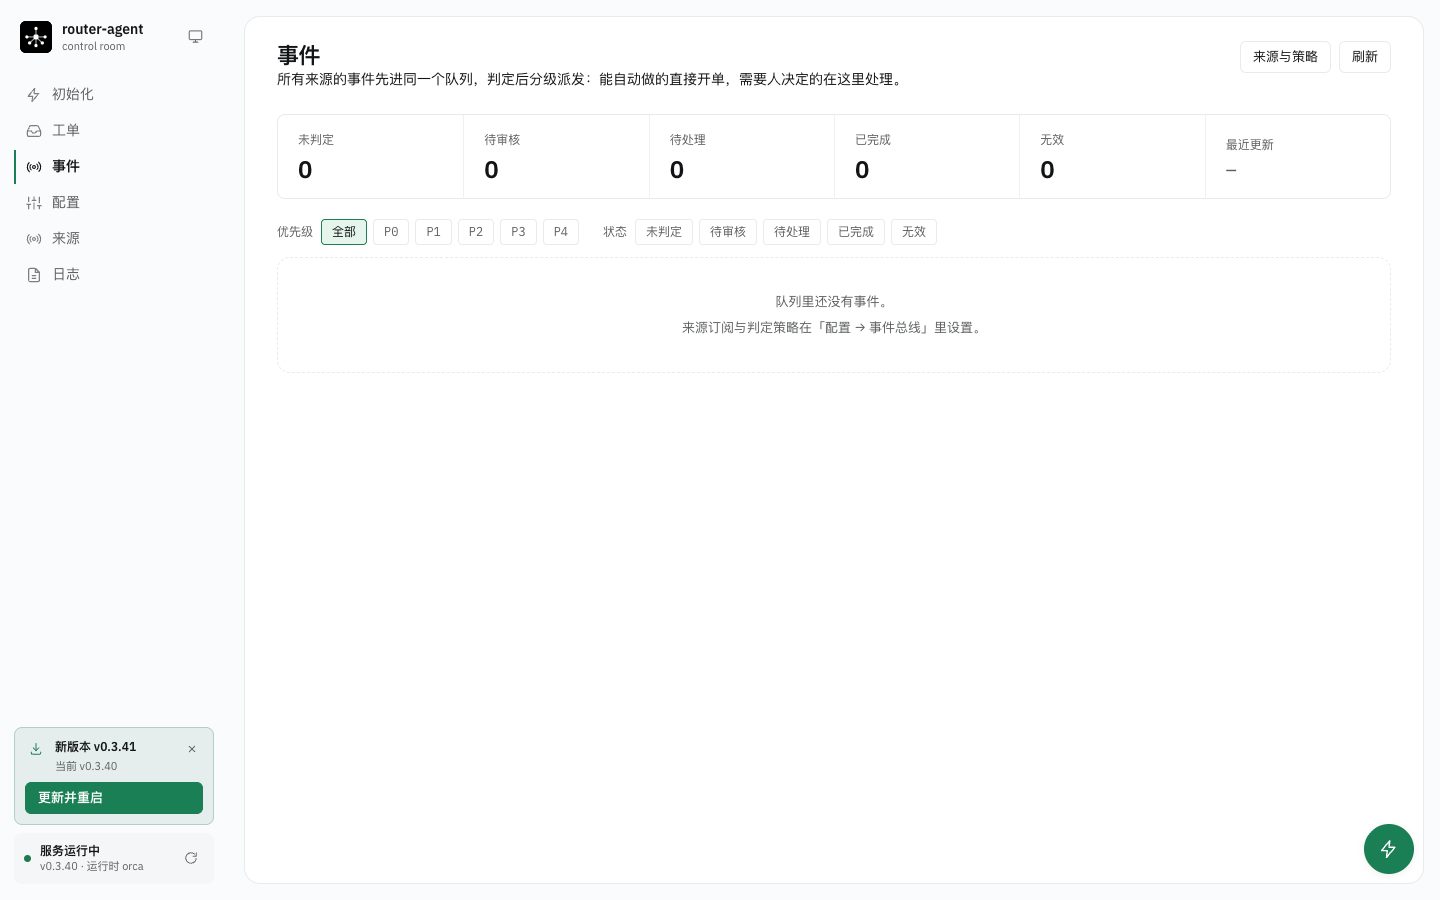 router-agent
control room
初始化
工单
事件
配置
来源
日志
新版本 v0.3.41
当前 v0.3.40
更新并重启
服务运行中
v0.3.40 · 运行时 orca
事件
所有来源的事件先进同一个队列，判定后分级派发：能自动做的直接开单，需要人决定的在这里处理。
来源与策略 刷新
未判定 待审核 待处理 已完成 无效 最近更新
0 0 0 0 0 –
优先级 全部 P0 P1 P2 P3 P4 状态 未判定 待审核 待处理 已完成 无效
队列里还没有事件。
来源订阅与判定策略在「配置 → 事件总线」里设置。